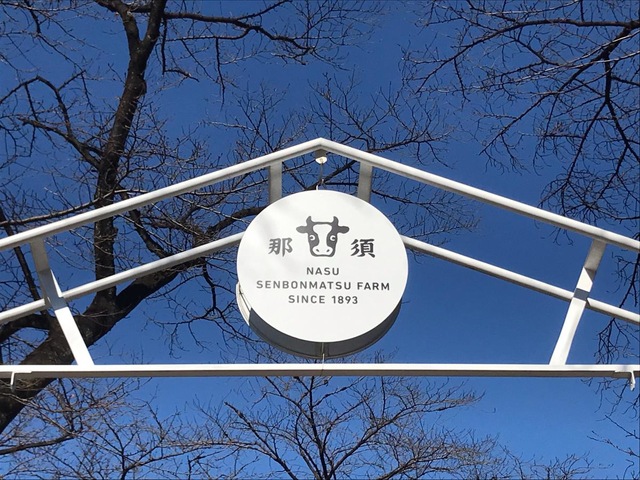 那須
NASU
SENBONMATSU FARM
SINCE 1893